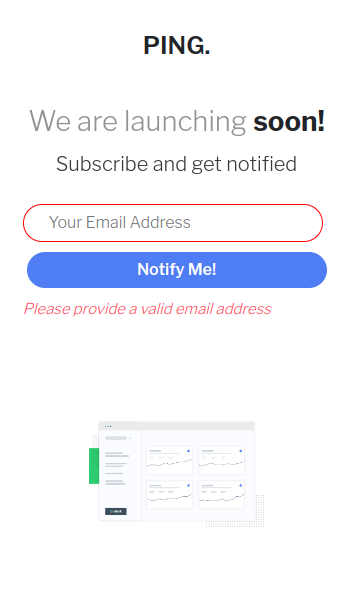 PING.
We are launching soon!
Subscribe and get notified
Your Email Address
Notify Me!
Please provide a valid email address